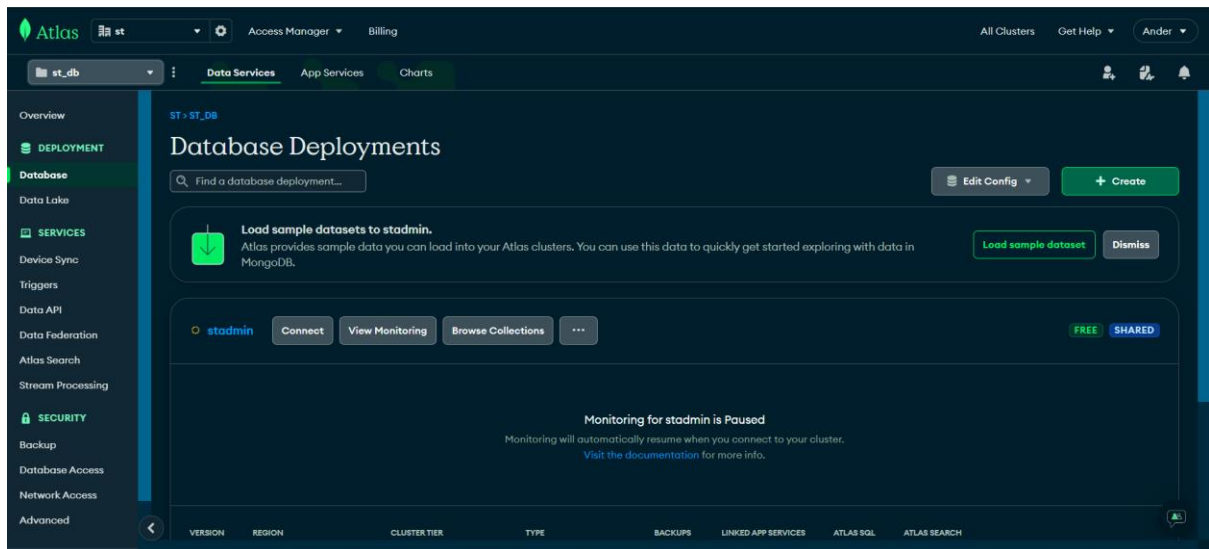 Atlas st Access Manager Billing All Clusters Get Help Ander
st_db Data Services App Services Charts
Overview
DEPLOYMENT
Database
Data Lake
SERVICES
Device Sync
Triggers
Data API
Data Federation
Atlas Search
Stream Processing
SECURITY
Backup
Database Access
Network Access
Advanced
ST > ST_DB
Database Deployments
Find a database deployment...
Edit Config + Create
Load sample datasets to stadmin.
Atlas provides sample data you can load into your Atlas clusters. You can use this data to quickly get started exploring with data in
MongoDB.
Load sample dataset Dismiss
stadmin Connect View Monitoring Browse Collections ... FREE SHARED
Monitoring for stadmin is Paused
Monitoring will automatically resume when you connect to your cluster.
Visit the documentation for more info.
VERSION REGION CLUSTER TIER TYPE BACKUPS LINKED APP SERVICES ATLAS SQL ATLAS SEARCH